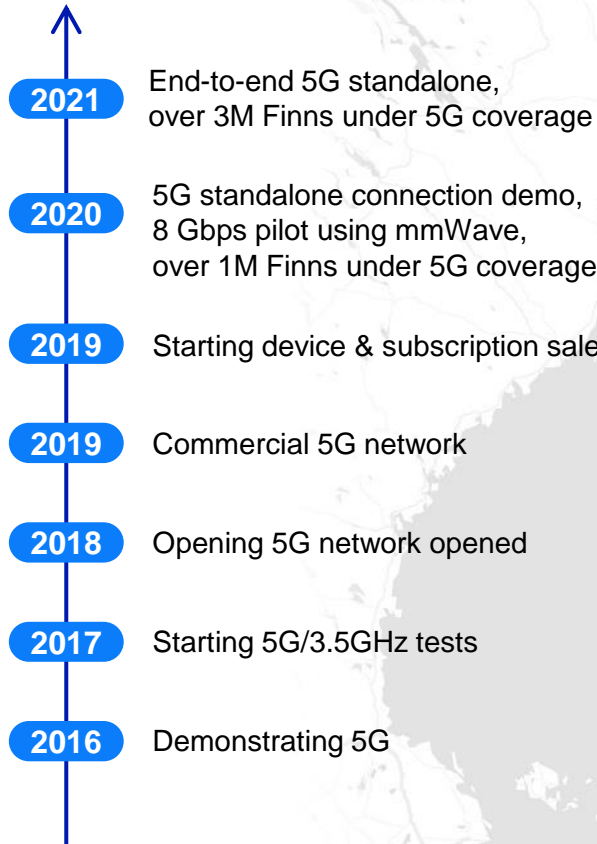 2021
End-to-end 5G standalone,
over 3M Finns under 5G coverage
2020
5G standalone connection demo,
8 Gbps pilot using mmWave,
over 1M Finns under 5G coverage
2019
Starting device & subscription sale
2019
Commercial 5G network
2018
Opening 5G network opened
2017
Starting 5G/3.5GHz tests
2016
Demonstrating 5G